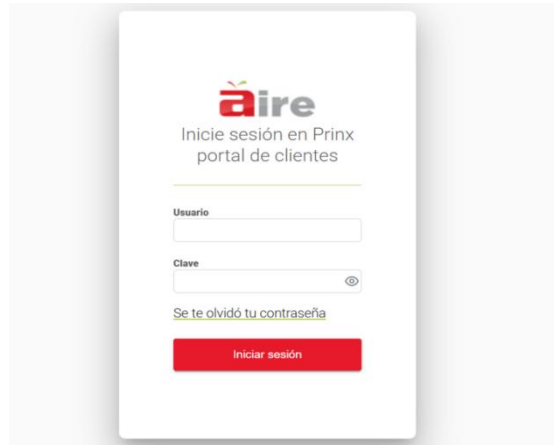 aire
Inicie sesión en Prinx
portal de clientes
Usuario
Clave
Se te olvidó tu contraseña
Iniciar sesión